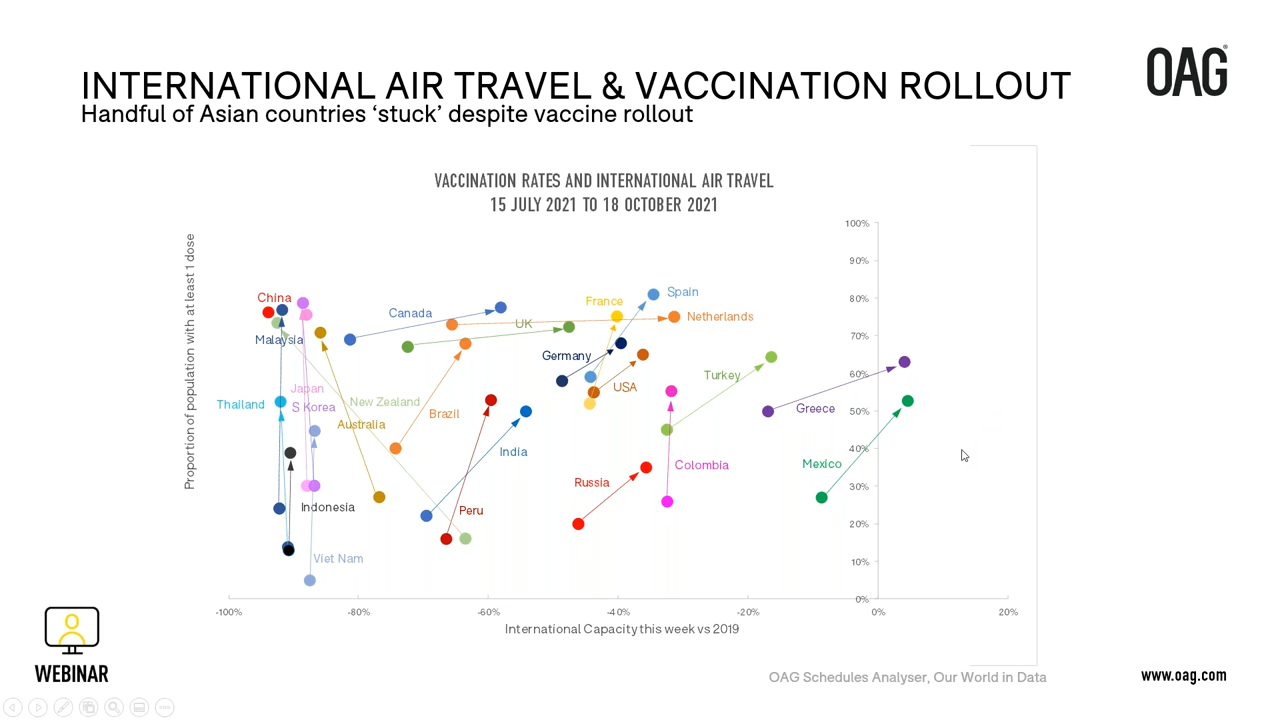 INTERNATIONAL AIR TRAVEL & VACCINATION ROLLOUT
Handful of Asian countries ‘stuck’ despite vaccine rollout
OAG®
VACCINATION RATES AND INTERNATIONAL AIR TRAVEL
15 JULY 2021 TO 18 OCTOBER 2021
Proportion of population with at least 1 dose
100%
90%
80%
70%
60%
50%
40%
30%
20%
10%
0%
China
Malaysia
Japan
Thailand
S Korea
New Zealand
Australia
Indonesia
Viet Nam
Canada
UK
Brazil
Peru
India
France
Spain
Netherlands
Germany
USA
Turkey
Colombia
Russia
Greece
Mexico
-100%
-80%
-60%
-40%
-20%
0%
20%
International Capacity this week vs 2019
WEBINAR
OAG Schedules Analyser, Our World in Data
www.oag.com